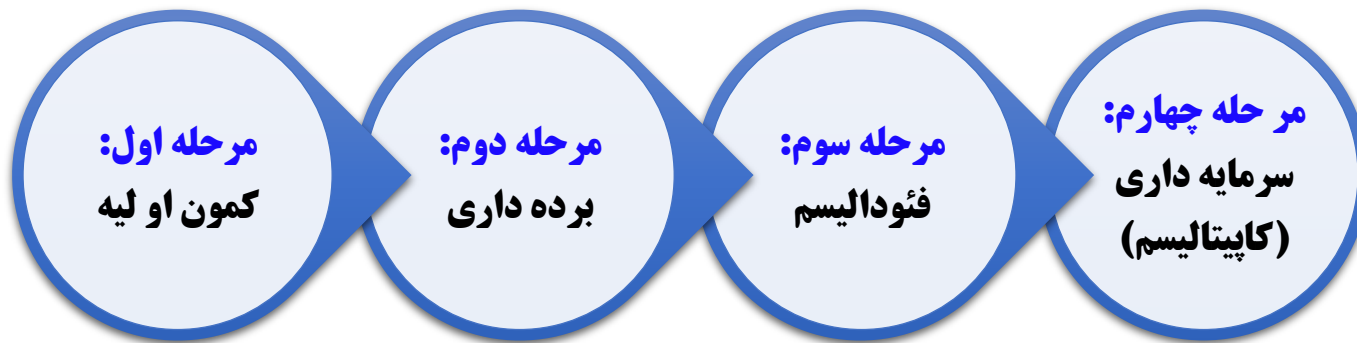 مرحله اول:
کمون او لیه
مرحله دوم:
برده داری
مرحله سوم:
فئودالیسم
مر حله چهارم:
سرمایه داری
(کاپیتالیسم)